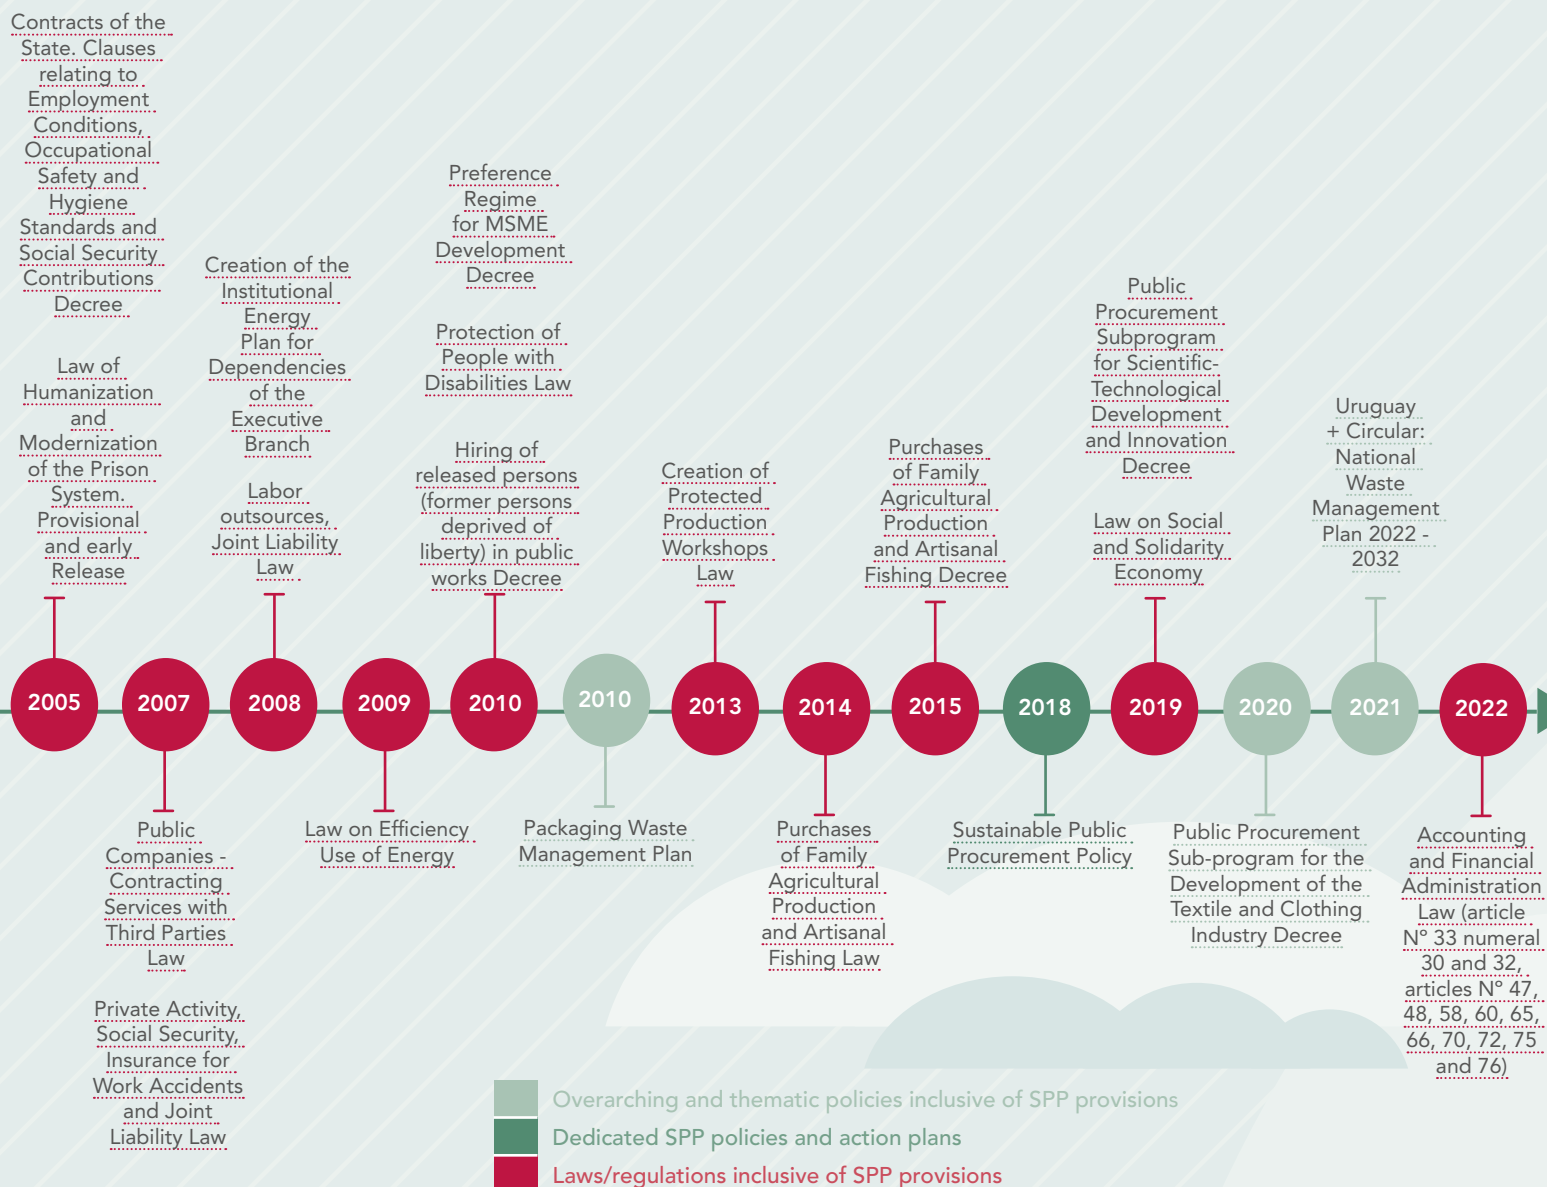 Contracts of the
State. Clauses
relating to
Employment
Conditions,
Occupational
Safety and
Hygiene
Standards and
Social Security
Contributions
Decree
Law of
Humanization
and
Modernization
of the Prison
System.
Provisional
and early
Release
Creation of the
Institutional
Energy
Plan for
Dependencies
of the
Executive
Branch
Labor
outsources,
Joint Liability
Law
Preference
Regime
for MSME
Development
Decree
Protection of
People with
Disabilities Law
Hiring of
released persons
(former persons
deprived of
liberty) in public
works Decree
Creation of
Protected
Production
Workshops
Law
Purchases
of Family
Agricultural
Production
and Artisanal
Fishing Decree
Public
Procurement
Subprogram
for Scientific-
Technological
Development
and Innovation
Decree
Law on Social
and Solidarity
Economy
Uruguay
+ Circular:
National
Waste
Management
Plan 2022 -
2032
2005
2007
2008
2009
2010
2010
2013
2014
2015
2018
2019
2020
2021
2022
Public
Companies -
Contracting
Services with
Third Parties
Law
Private Activity,
Social Security,
Insurance for
Work Accidents
and Joint
Liability Law
Law on Efficiency
Use of Energy
Packaging Waste
Management Plan
Purchases
of Family
Agricultural
Production
and Artisanal
Fishing Law
Sustainable Public
Procurement Policy
Public Procurement
Sub-program for the
Development of the
Textile and Clothing
Industry Decree
Accounting
and Financial
Administration
Law (article
Nº 33 numeral
30 and 32,
articles Nº 47,
48, 58, 60, 65,
66, 70, 72, 75
and 76)
Overarching and thematic policies inclusive of SPP provisions
Dedicated SPP policies and action plans
Laws/regulations inclusive of SPP provisions